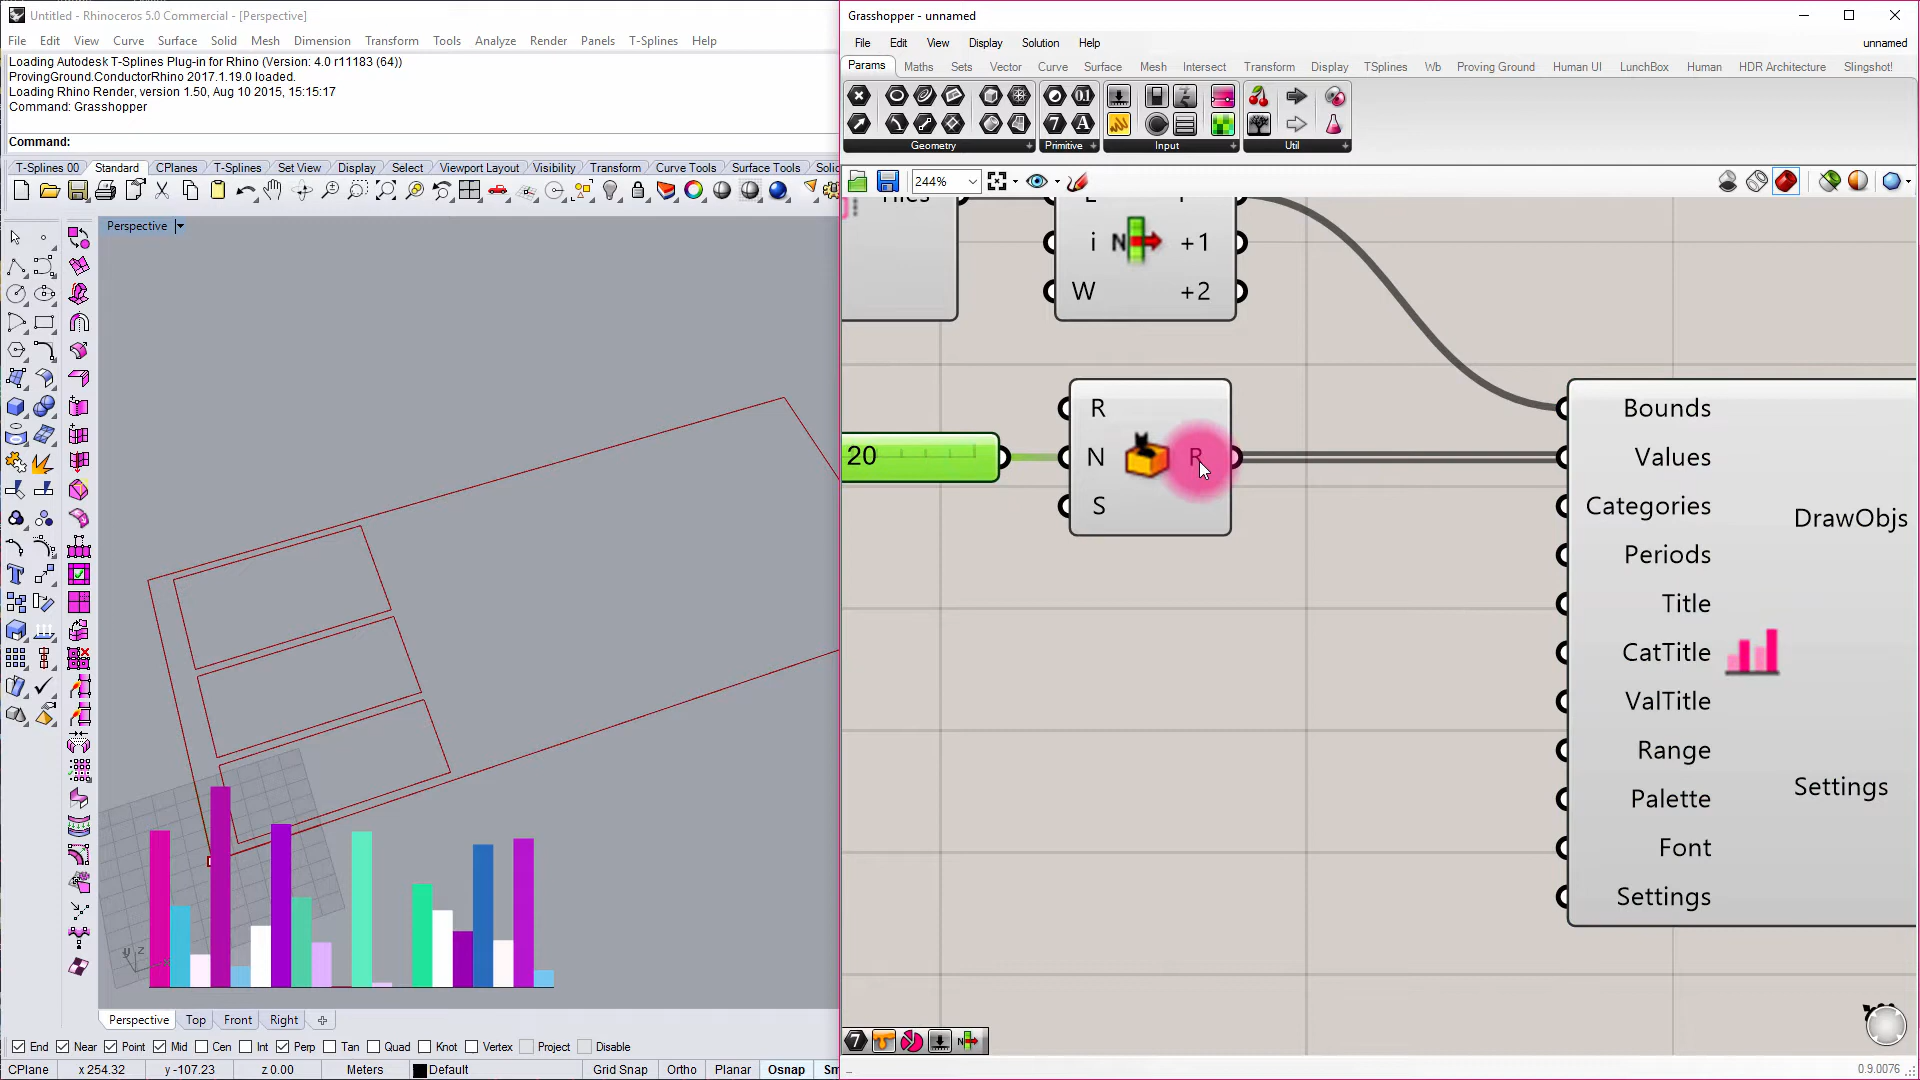 Untitled - Rhinoceros 5.0 Commercial - [Perspective]
File Edit View Curve Surface Solid Mesh Dimension Transform Tools Analyze Render Panels T-Splines Help
Loading Autodesk T-Splines Plug-in for Rhino (Version: 4.0 r11183 (64))
ProvingGround.ConductorRhino 2017.1.19.0 loaded.
Loading Rhino Render, version 1.50, Aug 10 2015, 15:15:17
Command: Grasshopper
Command:
T-Splines 00 Standard CPlanes T-Splines Set View Display Select Viewport Layout Visibility Transform Curve Tools Surface Tools
Perspective
y z
Perspective Top Front Right
End Near Point Mid Cen Int Perp Tan Quad Knot Vertex Project Disable
CPlane x 254.32 y -107.23 z 0.00 Meters Default Grid Snap Ortho Planar Osnap
Grasshopper - unnamed
File Edit View Display Solution Help unnamed
Params Maths Sets Vector Curve Surface Mesh Intersect Transform Display TSplines Wb Proving Ground Human UI LunchBox Human HDR Architecture Slingshot!
0.1
7 A
Geometry Primitive Input Util
244%
i N +1
W +2
R
20 N R
S
Bounds
Values
Categories
Periods
Title
CatTitle
ValTitle
Range
Palette
Font
Settings
DrawObjs
Settings
7 N
0.9.0076